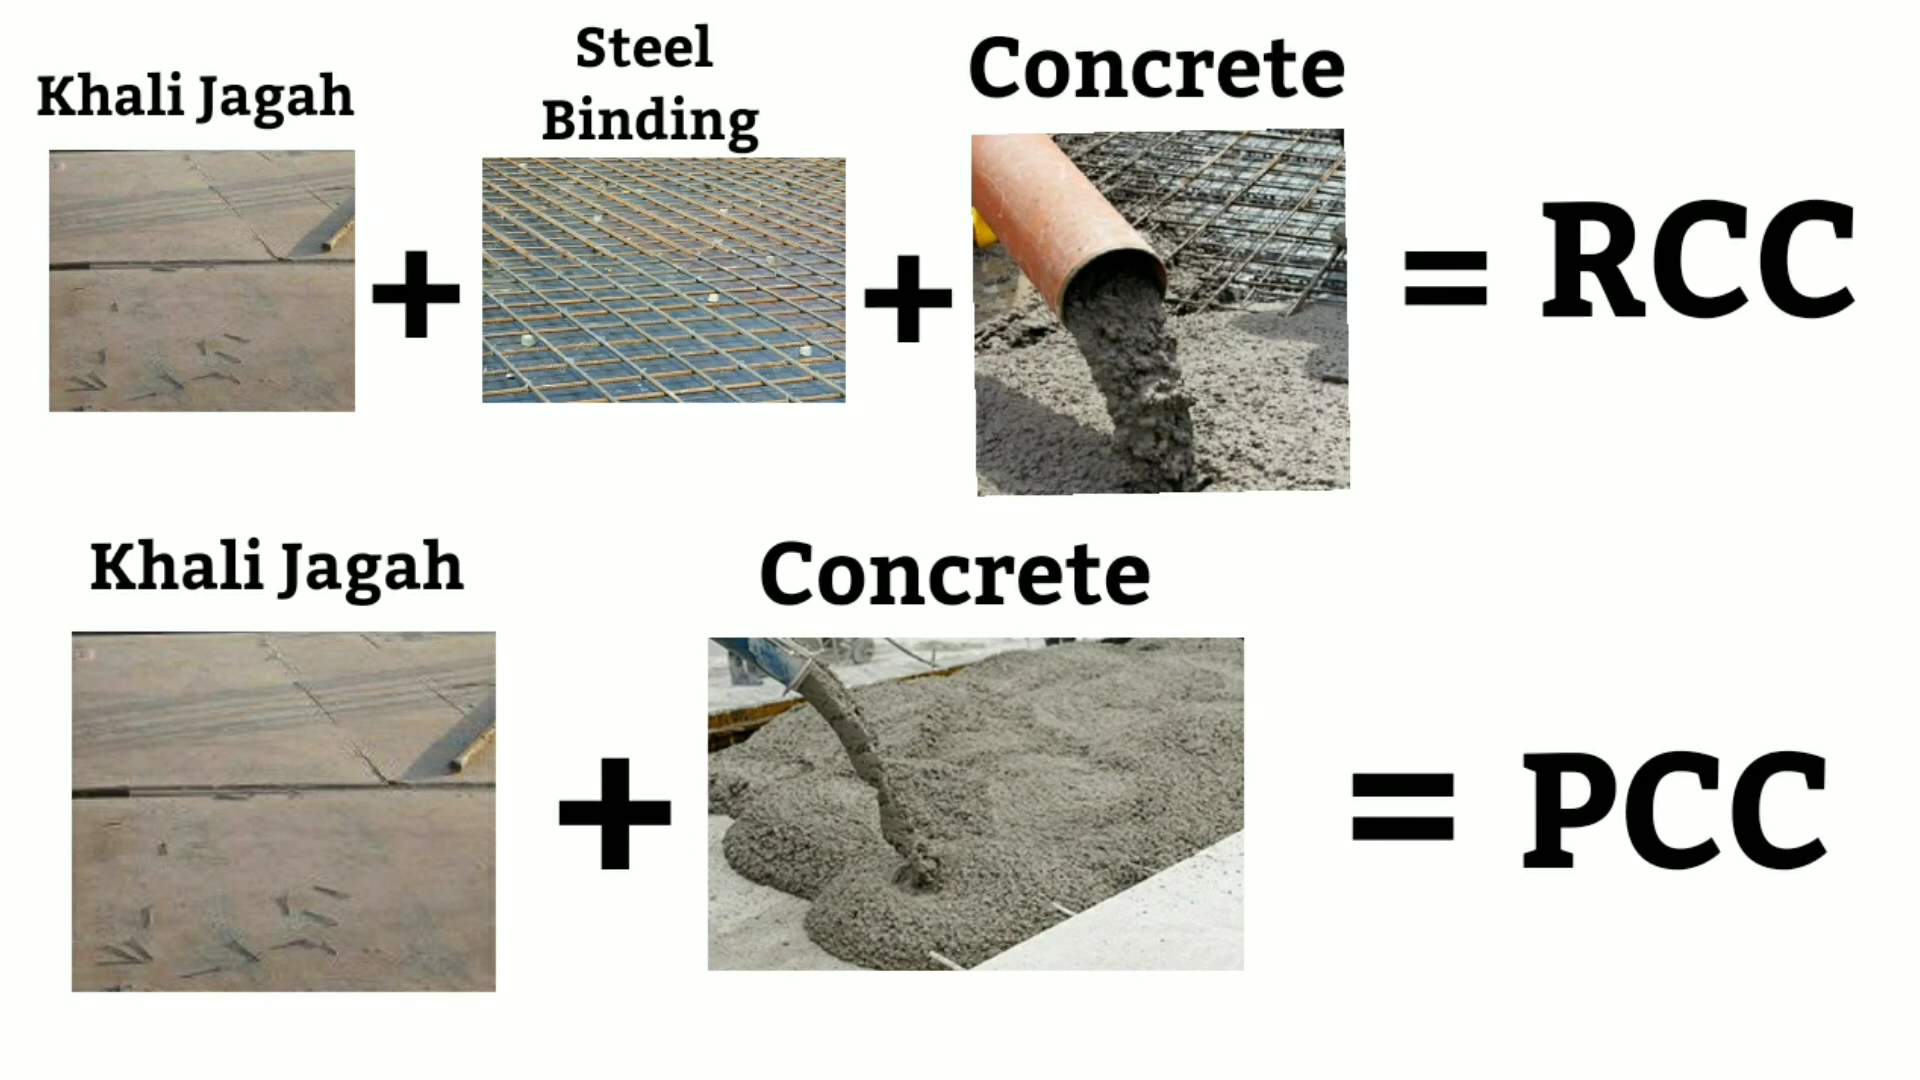 Khali Jagah
+
Steel
Binding
+
Concrete
= RCC
Khali Jagah
+
Concrete
= PCC